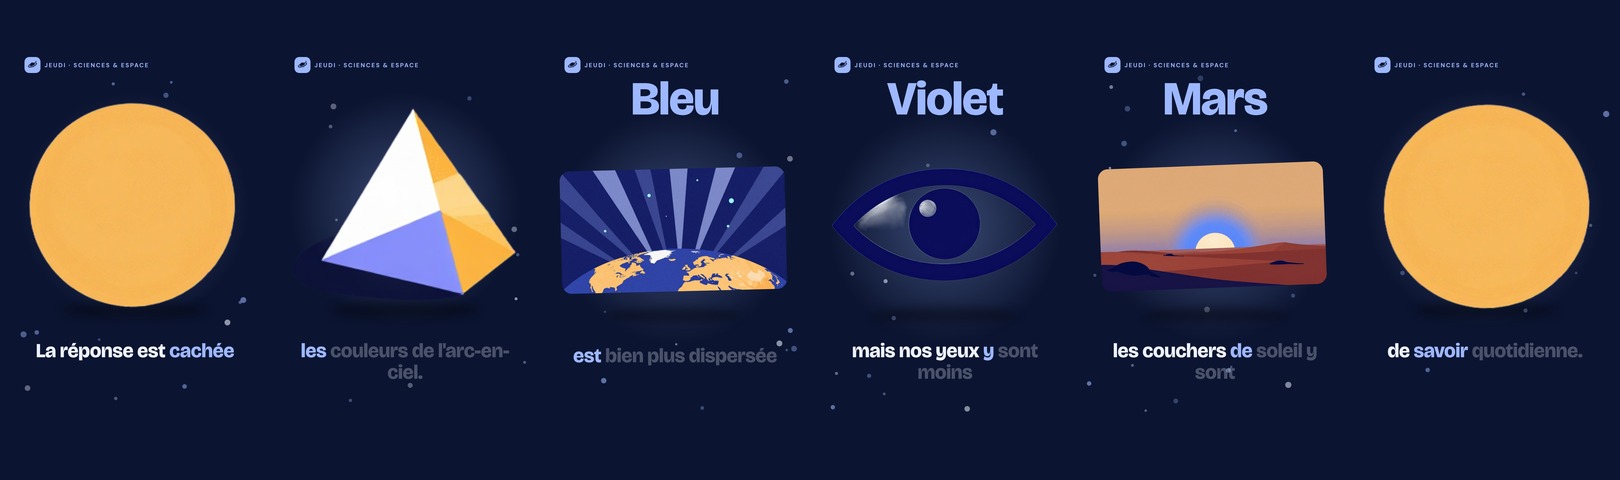 JEUDI · SCIENCES & ESPACE
La réponse est cachée
JEUDI · SCIENCES & ESPACE
les couleurs de l'arc-en-
ciel.
JEUDI · SCIENCES & ESPACE
Bleu
est bien plus dispersée
JEUDI · SCIENCES & ESPACE
Violet
mais nos yeux y sont
moins
JEUDI · SCIENCES & ESPACE
Mars
les couchers de soleil y
sont
JEUDI · SCIENCES & ESPACE
de savoir quotidienne.